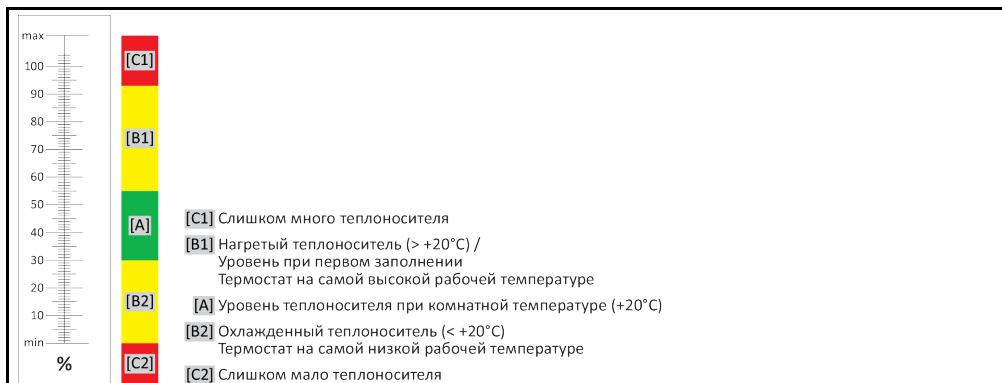 max
100
90
80
70
60
50
40
30
20
10
min
%
[C1]
[B1]
[A]
[B2]
[C2]
[C1] Слишком много теплоносителя
[B1] Нагретый теплоноситель (> +20°C) /
Уровень при первом заполнении
Термостат на самой высокой рабочей температуре
[A] Уровень теплоносителя при комнатной температуре (+20°C)
[B2] Охлажденный теплоноситель (< +20°C)
Термостат на самой низкой рабочей температуре
[C2] Слишком мало теплоносителя